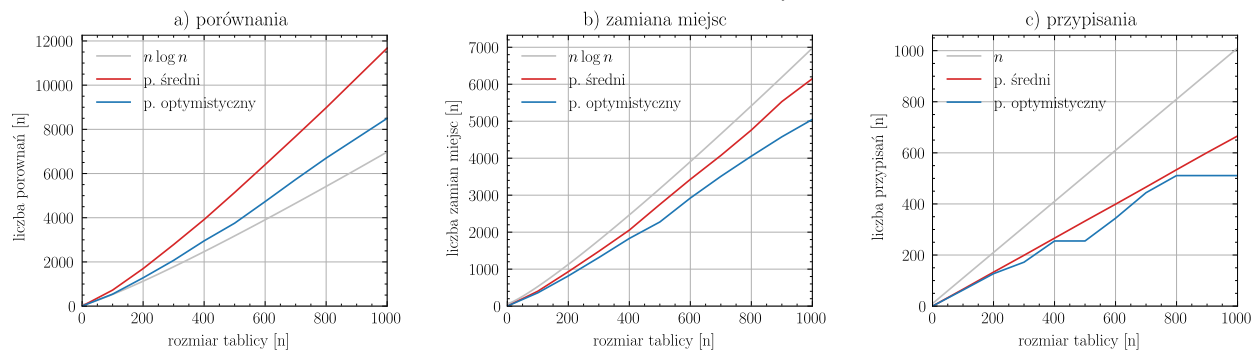 a) porównania
12000
10000
8000
6000
4000
2000
0
liczba porownań [n]
n log n
p. średni
p. optymistyczny
0
200
400
600
800
1000
rozmiar tablicy [n]
b) zamiana miejsc
7000
6000
5000
4000
3000
2000
1000
0
liczba zamian miejsc [n]
n log n
p. średni
p. optymistyczny
0
200
400
600
800
1000
rozmiar tablicy [n]
c) przypisania
1000
800
600
400
200
0
liczba przypisań [n]
n
p. średni
p. optymistyczny
0
200
400
600
800
1000
rozmiar tablicy [n]